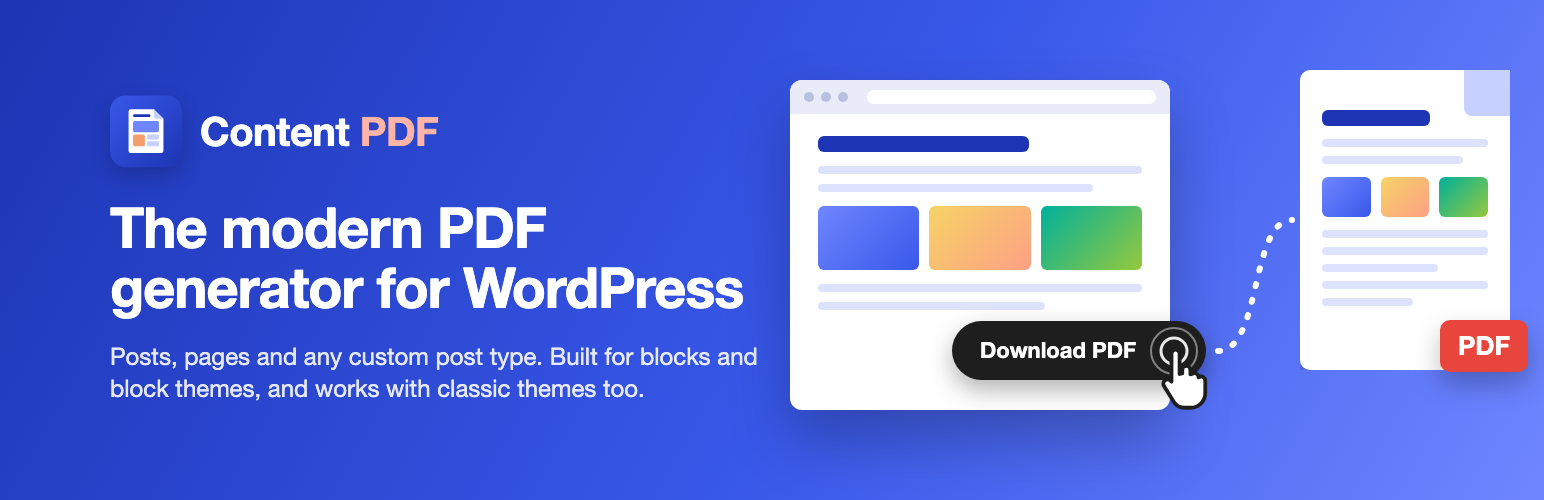 Content PDF
The modern PDF
generator for WordPress
Posts, pages and any custom post type. Built for blocks and
block themes, and works with classic themes too.
Download PDF
PDF